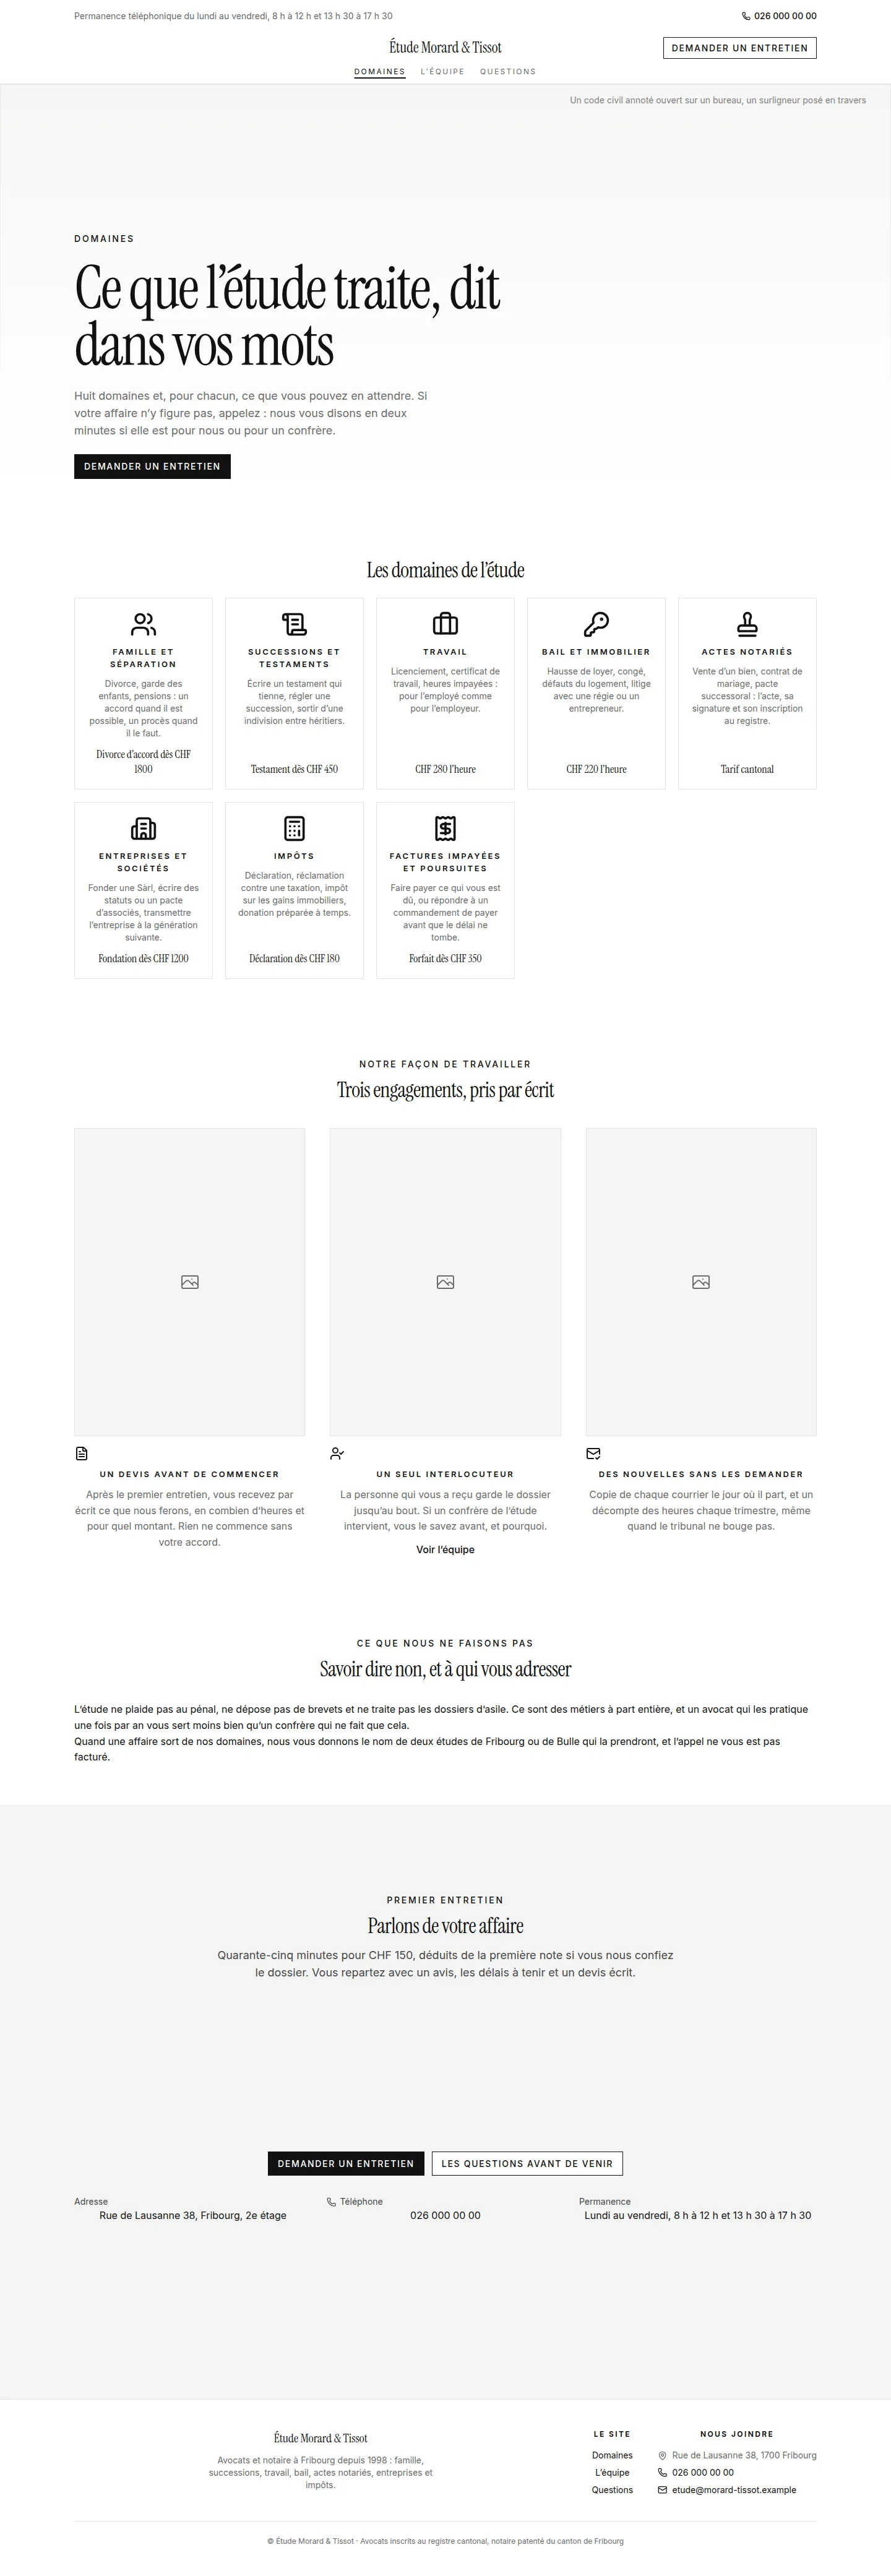 Permanence téléphonique du lundi au vendredi, 8 h à 12 h et 13 h 30 à 17 h 30
026 000 00 00
Étude Morard & Tissot
DEMANDER UN ENTRETIEN
DOMAINES
L’ÉQUIPE
QUESTIONS
Un code civil annoté ouvert sur un bureau, un surligneur posé en travers
DOMAINES
Ce que l’étude traite, dit
dans vos mots
Huit domaines et, pour chacun, ce que vous pouvez en attendre. Si
votre affaire n’y figure pas, appelez : nous vous disons en deux
minutes si elle est pour nous ou pour un confrère.
DEMANDER UN ENTRETIEN
Les domaines de l’étude
FAMILLE ET
SÉPARATION
Divorce, garde des
enfants, pensions : un
accord quand il est
possible, un procès quand
il le faut.
Divorce d’accord dès CHF
1800
SUCCESSIONS ET
TESTAMENTS
Écrire un testament qui
tienne, régler une
succession, sortir d’une
indivision entre héritiers.
Testament dès CHF 450
TRAVAIL
Licenciement, certificat de
travail, heures impayées :
pour l’employé comme
pour l’employeur.
CHF 280 l’heure
BAIL ET IMMOBILIER
Hausse de loyer, congé,
défauts du logement, litige
avec une régie ou un
entrepreneur.
CHF 220 l’heure
ACTES NOTARIÉS
Vente d’un bien, contrat de
mariage, pacte
successoral : l’acte, sa
signature et son inscription
au registre.
Tarif cantonal
ENTREPRISES ET
SOCIÉTÉS
Fonder une Sàrl, écrire des
statuts ou un pacte
d’associés, transmettre
l’entreprise à la génération
suivante.
Fondation dès CHF 1200
IMPÔTS
Déclaration, réclamation
contre une taxation, impôt
sur les gains immobiliers,
donation préparée à temps.
Déclaration dès CHF 180
FACTURES IMPAYÉES
ET POURSUITES
Faire payer ce qui vous est
dû, ou répondre à un
commandement de payer
avant que le délai ne
tombe.
Forfait dès CHF 350
NOTRE FAÇON DE TRAVAILLER
Trois engagements, pris par écrit
UN DEVIS AVANT DE COMMENCER
Après le premier entretien, vous recevez par
écrit ce que nous ferons, en combien d’heures et
pour quel montant. Rien ne commence sans
votre accord.
UN SEUL INTERLOCUTEUR
La personne qui vous a reçu garde le dossier
jusqu’au bout. Si un confrère de l’étude
intervient, vous le savez avant, et pourquoi.
Voir l’équipe
DES NOUVELLES SANS LES DEMANDER
Copie de chaque courrier le jour où il part, et un
décompte des heures chaque trimestre, même
quand le tribunal ne bouge pas.
CE QUE NOUS NE FAISONS PAS
Savoir dire non, et à qui vous adresser
L’étude ne plaide pas au pénal, ne dépose pas de brevets et ne traite pas les dossiers d’asile. Ce sont des métiers à part entière, et un avocat qui les pratique
une fois par an vous sert moins bien qu’un confrère qui ne fait que cela.
Quand une affaire sort de nos domaines, nous vous donnons le nom de deux études de Fribourg ou de Bulle qui la prendront, et l’appel ne vous est pas
facturé.
PREMIER ENTRETIEN
Parlons de votre affaire
Quarante-cinq minutes pour CHF 150, déduits de la première note si vous nous confiez
le dossier. Vous repartez avec un avis, les délais à tenir et un devis écrit.
DEMANDER UN ENTRETIEN
LES QUESTIONS AVANT DE VENIR
Adresse
Rue de Lausanne 38, Fribourg, 2e étage
Téléphone
026 000 00 00
Permanence
Lundi au vendredi, 8 h à 12 h et 13 h 30 à 17 h 30
Étude Morard & Tissot
Avocats et notaire à Fribourg depuis 1998 : famille,
successions, travail, bail, actes notariés, entreprises et
impôts.
LE SITE
Domaines
L’équipe
Questions
NOUS JOINDRE
Rue de Lausanne 38, 1700 Fribourg
026 000 00 00
etude@morard-tissot.example
© Étude Morard & Tissot · Avocats inscrits au registre cantonal, notaire patenté du canton de Fribourg